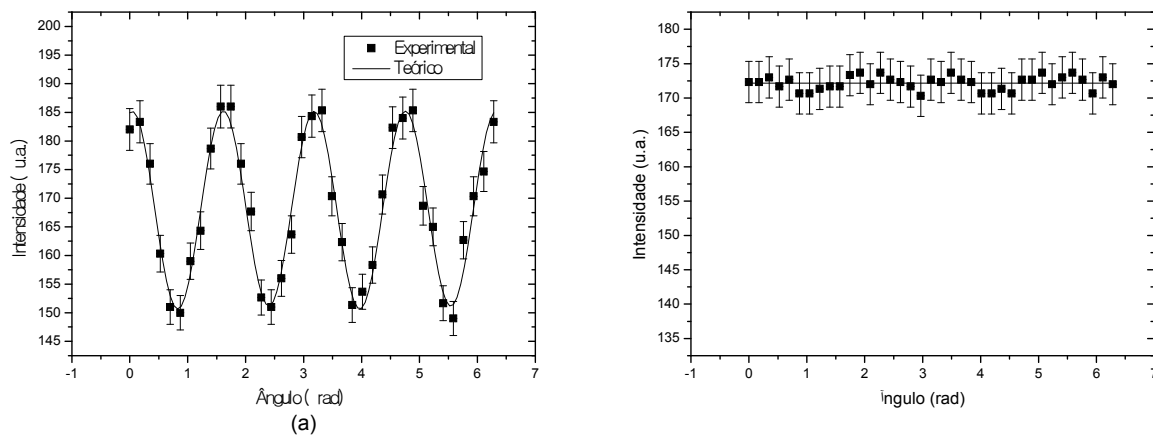 200
195
190
185
180
175
170
165
160
155
150
145
Intensidade ( u.a.)
Experimental
Teórico
-1 0 1 2 3 4 5 6 7
Ângulo ( rad)
(a)
180
175
170
165
160
155
150
145
140
135
Intensidade (u.a.)
-1 0 1 2 3 4 5 6 7
Ïngulo (rad)